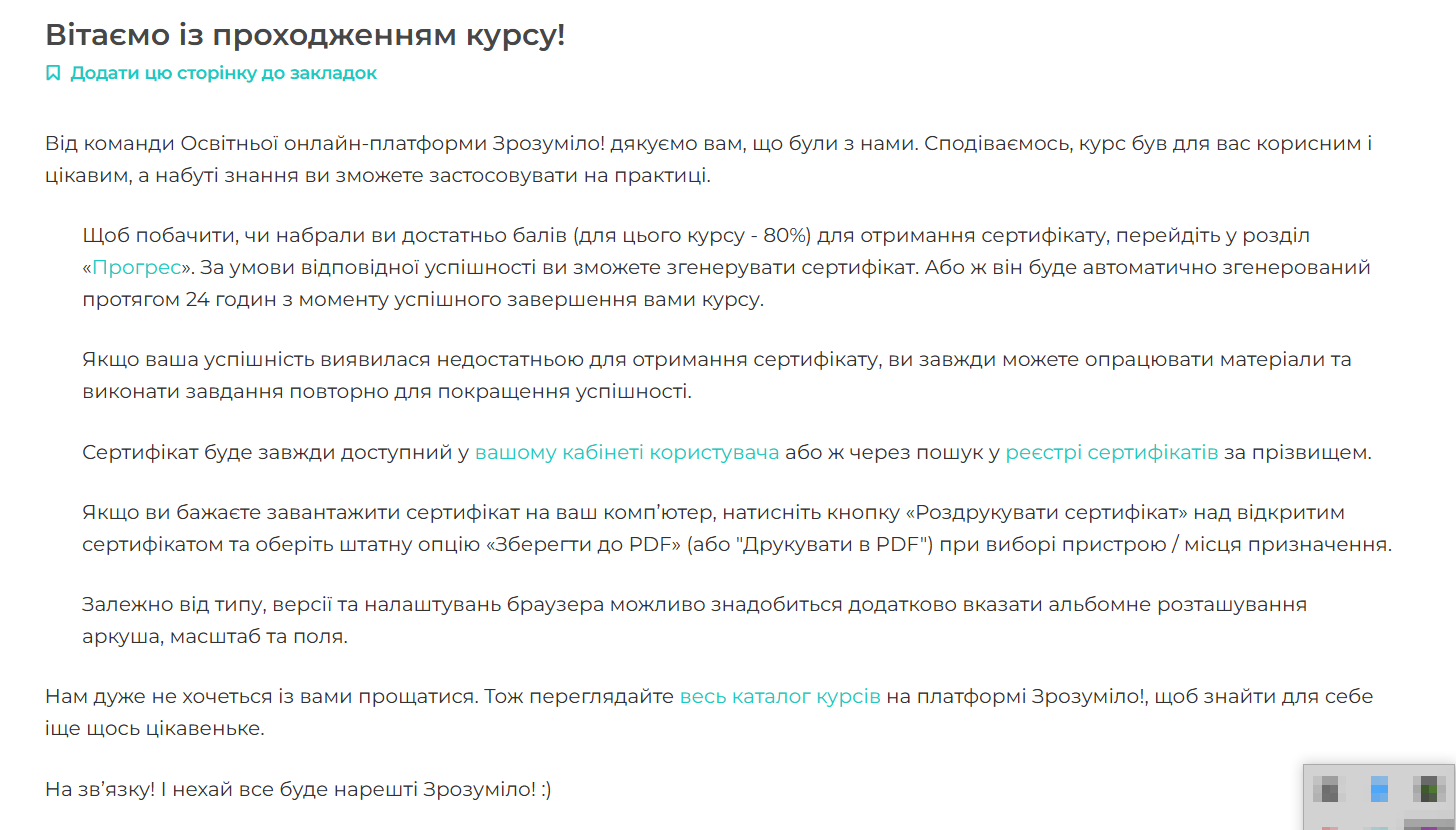 Вітаємо із проходженням курсу!
Додати цю сторінку до закладок
Від команди Освітньої онлайн-платформи Зрозуміло! дякуємо вам, що були з нами. Сподіваємось, курс був для вас корисним і
цікавим, а набуті знання ви зможете застосовувати на практиці.
Щоб побачити, чи набрали ви достатньо балів (для цього курсу - 80%) для отримання сертифікату, перейдіть у розділ
«Прогрес». За умови відповідної успішності ви зможете згенерувати сертифікат. Або ж він буде автоматично згенерований
протягом 24 годин з моменту успішного завершення вами курсу.
Якщо ваша успішність виявилася недостатньою для отримання сертифікату, ви завжди можете опрацювати матеріали та
виконати завдання повторно для покращення успішності.
Сертифікат буде завжди доступний у вашому кабінеті користувача або ж через пошук у реєстрі сертифікатів за прізвищем.
Якщо ви бажаєте завантажити сертифікат на ваш комп’ютер, натисніть кнопку «Роздрукувати сертифікат» над відкритим
сертифікатом та оберіть штатну опцію «Зберегти до PDF» (або "Друкувати в PDF") при виборі пристрою / місця призначення.
Залежно від типу, версії та налаштувань браузера можливо знадобиться додатково вказати альбомне розташування
аркуша, масштаб та поля.
Нам дуже не хочеться із вами прощатися. Тож переглядайте весь каталог курсів на платформі Зрозуміло!, щоб знайти для себе
іще щось цікавеньке.
На зв’язку! І нехай все буде нарешті Зрозуміло! :)